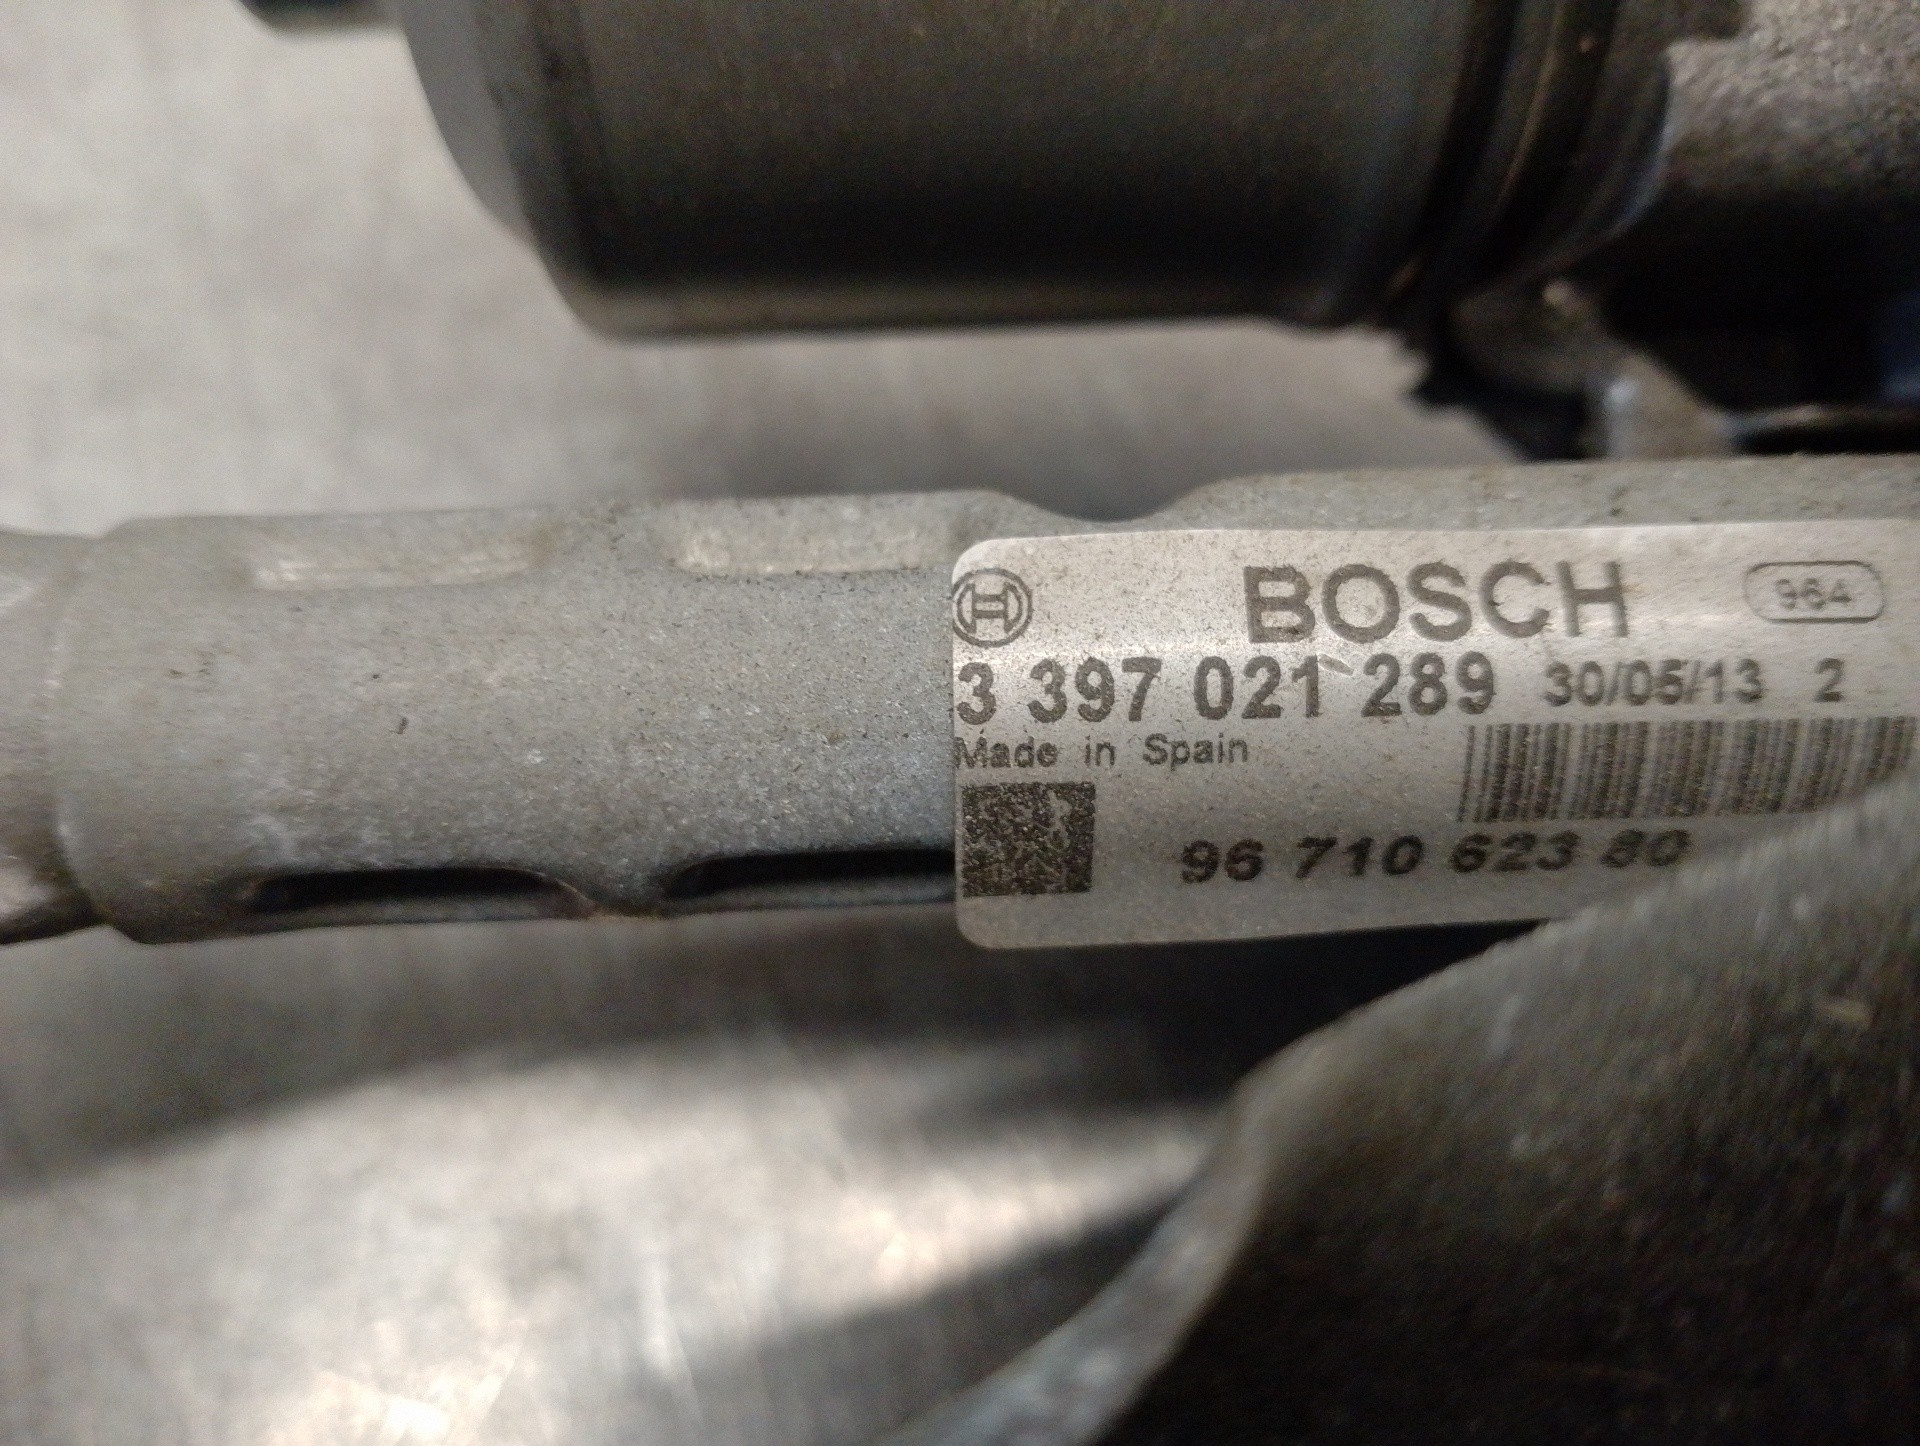 BOSCH 964
3 397 021 289 30/05/13 2
Made in Spain
96 710 623 80